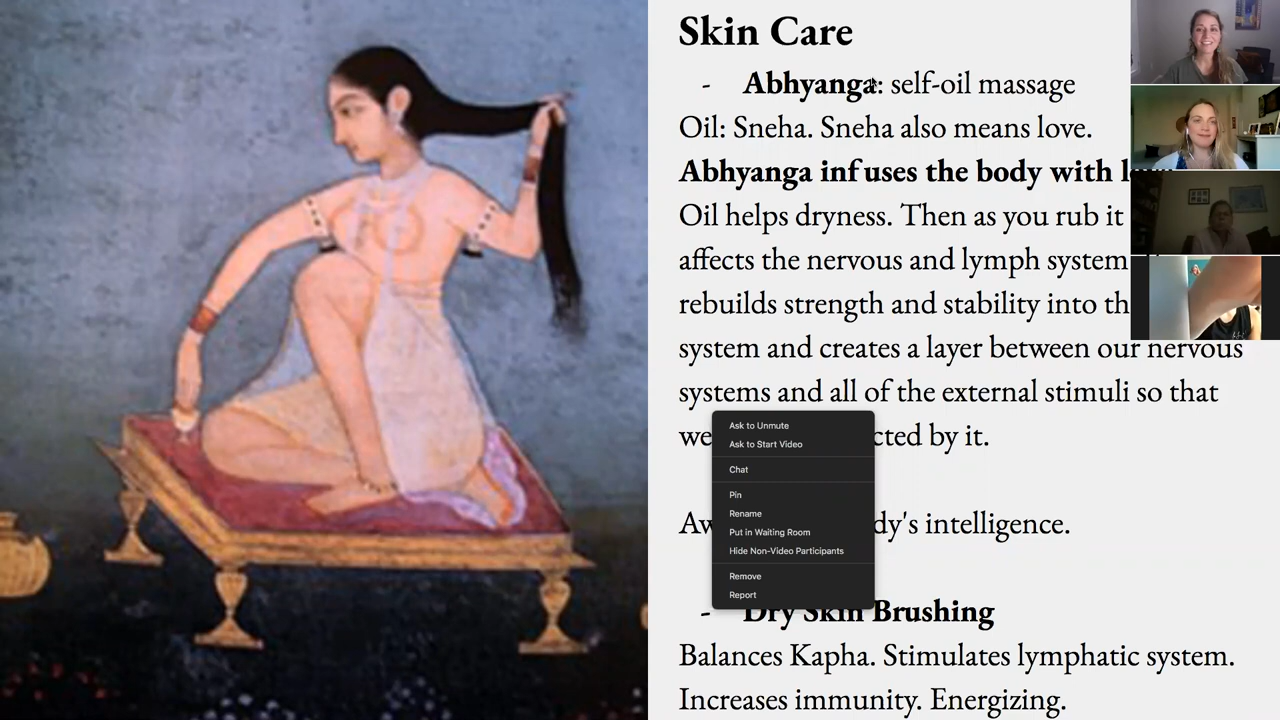 Skin Care
- Abhyanga: self-oil massage
Oil: Sneha. Sneha also means love.
Abhyanga infuses the body with
Oil helps dryness. Then as you rub it
affects the nervous and lymph system
rebuilds strength and stability into
system and creates a layer between our nervous
systems and all of the external stimuli so that
we by it.
body's intelligence.
Ask to Unmute
Ask to Start Video
Chat
Pin
Rename
Put in Waiting Room
Hide Non-Video Participants
Remove
Report
- Dry Skin Brushing
Balances Kapha. Stimulates lymphatic system.
Increases immunity. Energizing.